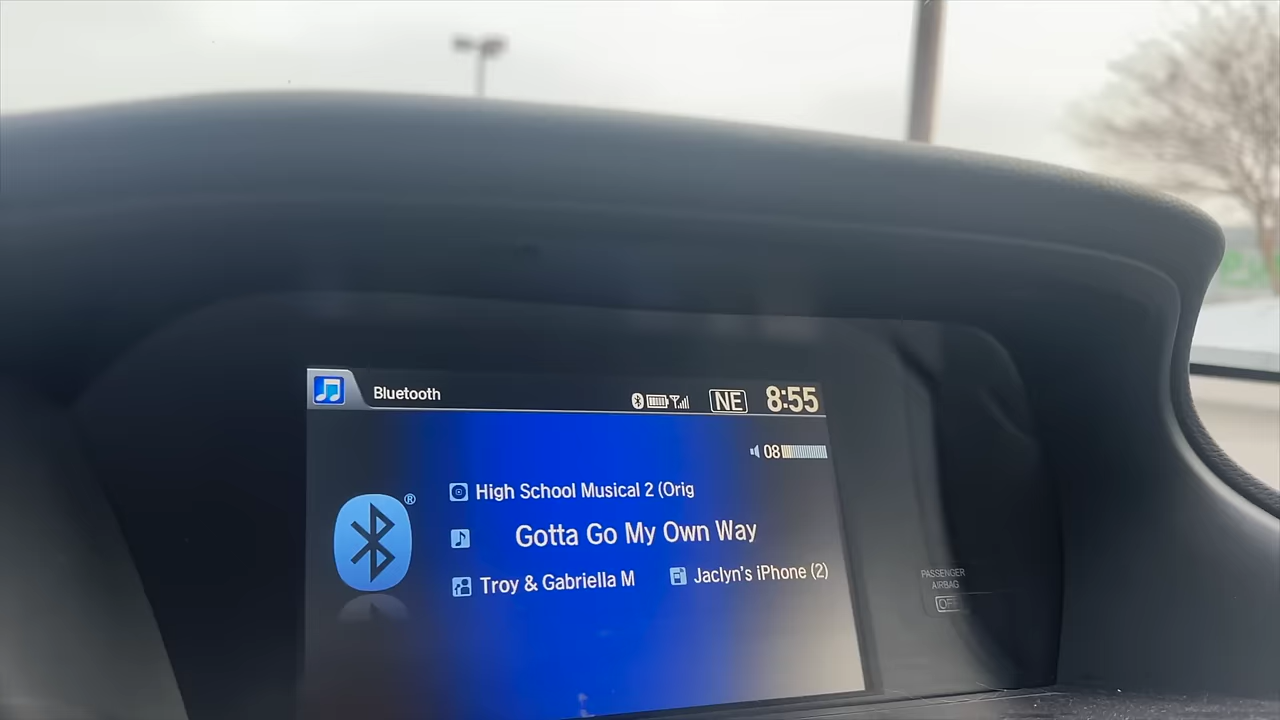 Bluetooth NE 8:55
08
®
High School Musical 2 (Orig
Gotta Go My Own Way
Troy & Gabriella M Jaclyn's iPhone (2)
PASSENGER
AIRBAG
OFF